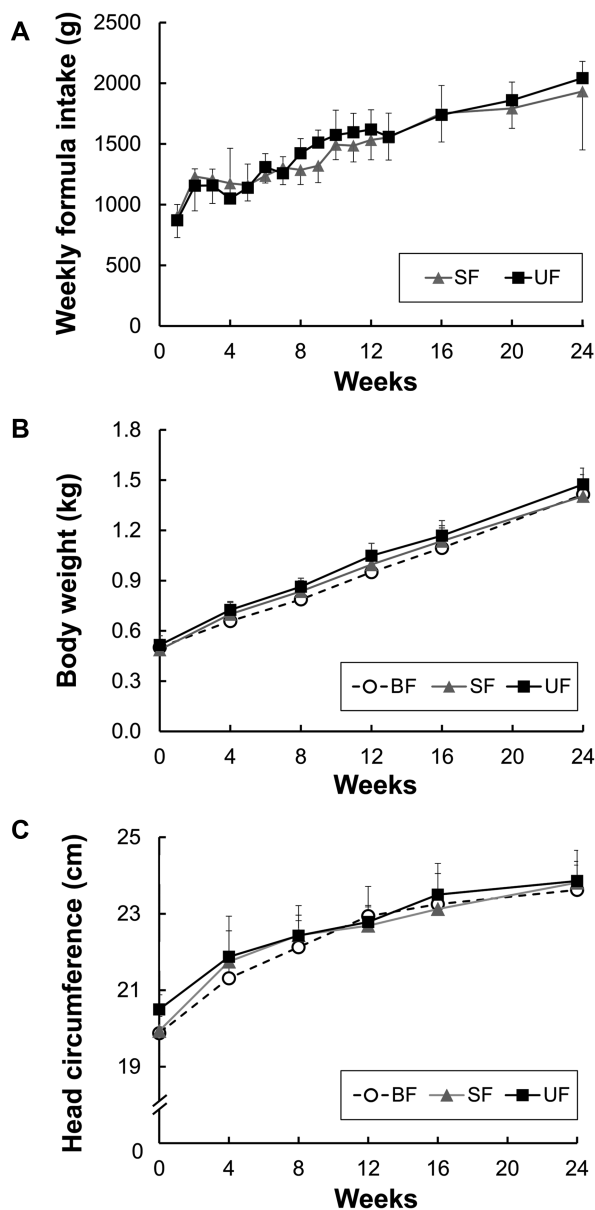 A
Weekly formula intake (g)
2500
2000
1500
1000
500
0
SF UF
0 4 8 12 16 20 24
Weeks
B
Body weight (kg)
1.8
1.5
1.2
0.9
0.6
0.3
0.0
BF SF UF
0 4 8 12 16 20 24
Weeks
C
Head circumference (cm)
25
23
21
19
0
BF SF UF
0 4 8 12 16 20 24
Weeks